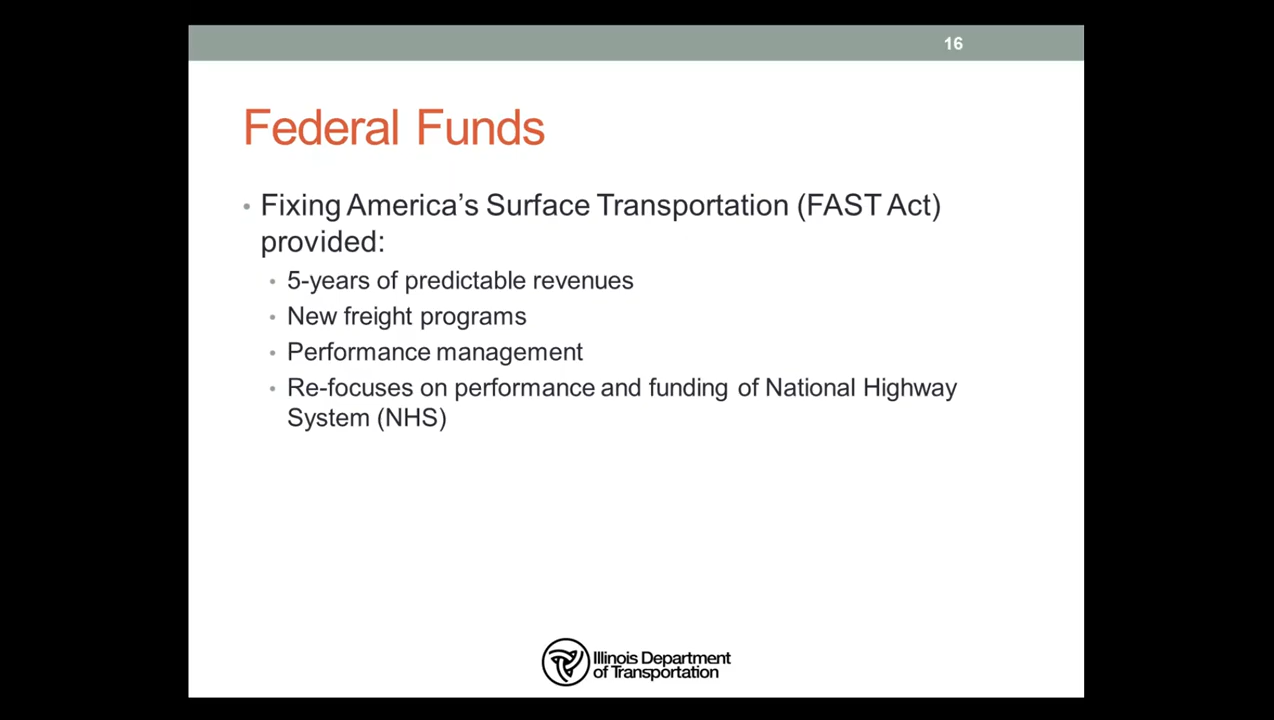 16
Federal Funds
• Fixing America’s Surface Transportation (FAST Act)
provided:
• 5-years of predictable revenues
• New freight programs
• Performance management
• Re-focuses on performance and funding of National Highway
System (NHS)
Illinois Department
of Transportation